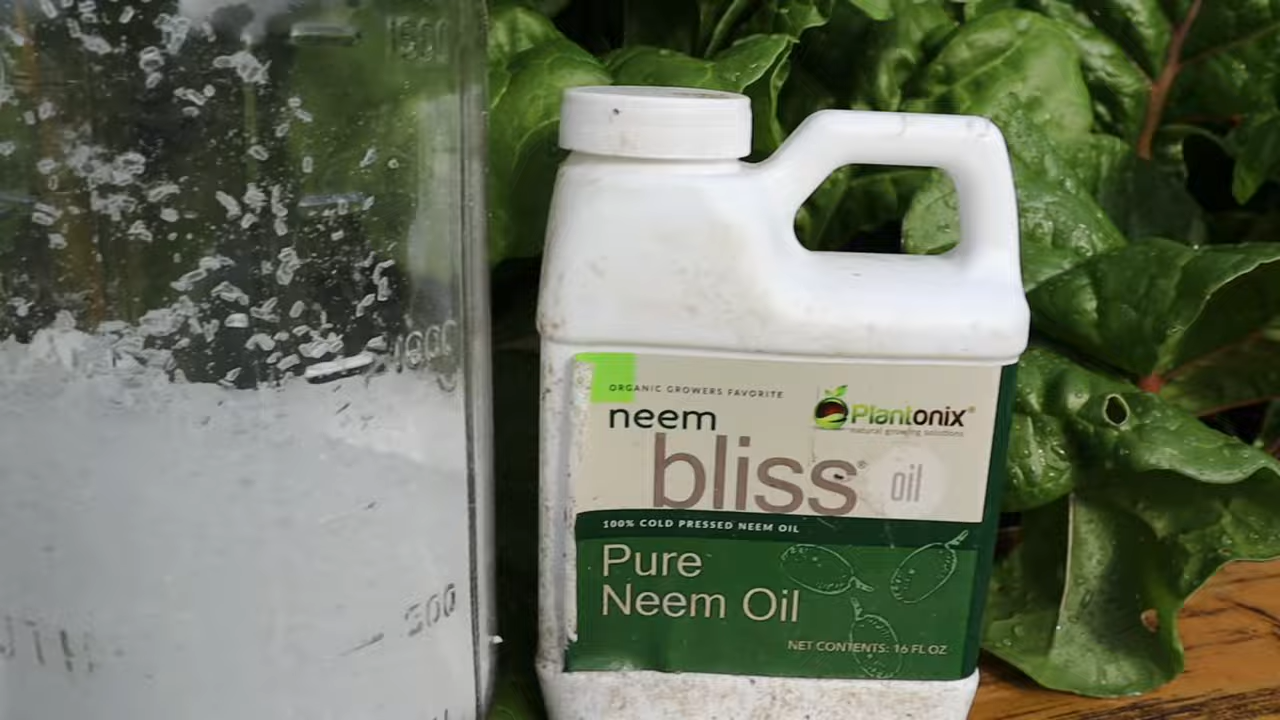 1500
1000
500
ORGANIC GROWERS FAVORITE
neem
bliss®
oil
Plantonix®
natural growing solutions
100% COLD PRESSED NEEM OIL
Pure
Neem Oil
NET CONTENTS: 16 FL OZ